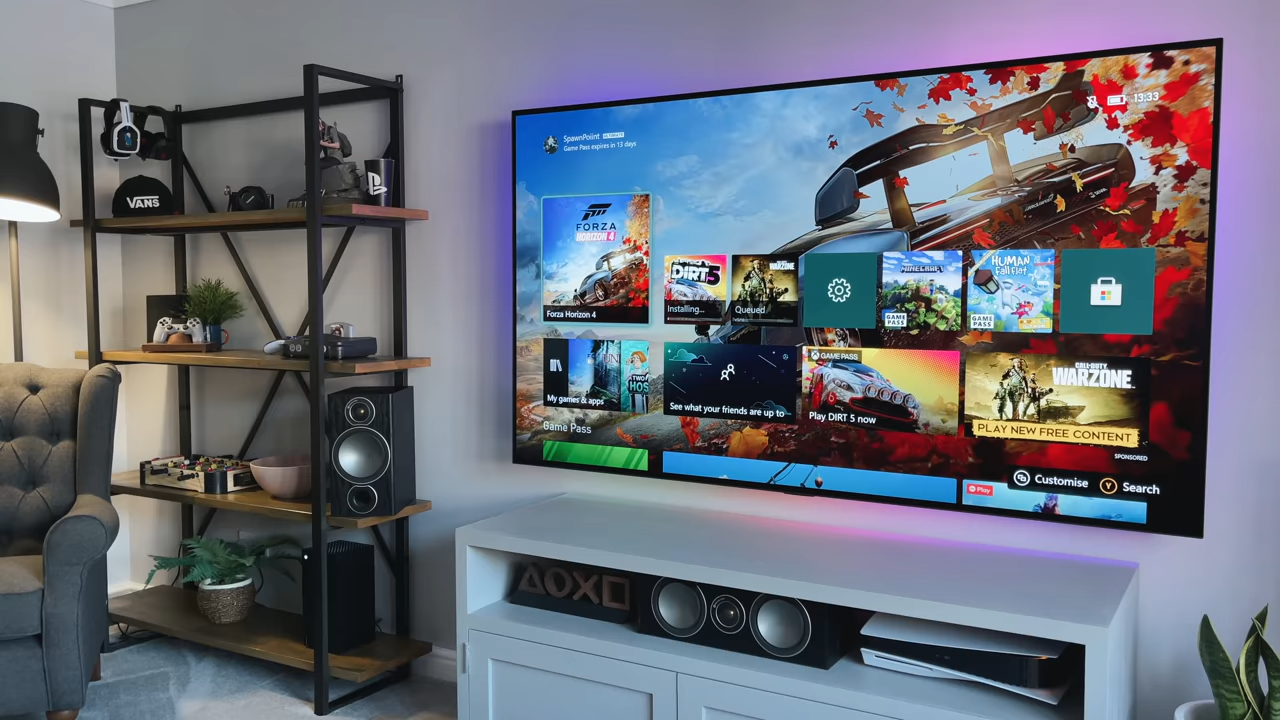 VANS
SpawnPoiint ULTIMATE
Game Pass expires in 13 days
13:33
FORZA
HORIZON 4
Forza Horizon 4
DIRT 5
Installing...
WARZONE
Queued
MINECRAFT
GAME
PASS
HUMAN
fall flat
GAME
PASS
My games & apps
See what your friends are up to
GAME PASS
Play DIRT 5 now
CALL OF DUTY
WARZONE
PLAY NEW FREE CONTENT
SPONSORED
Game Pass
Customise
Y Search
Play